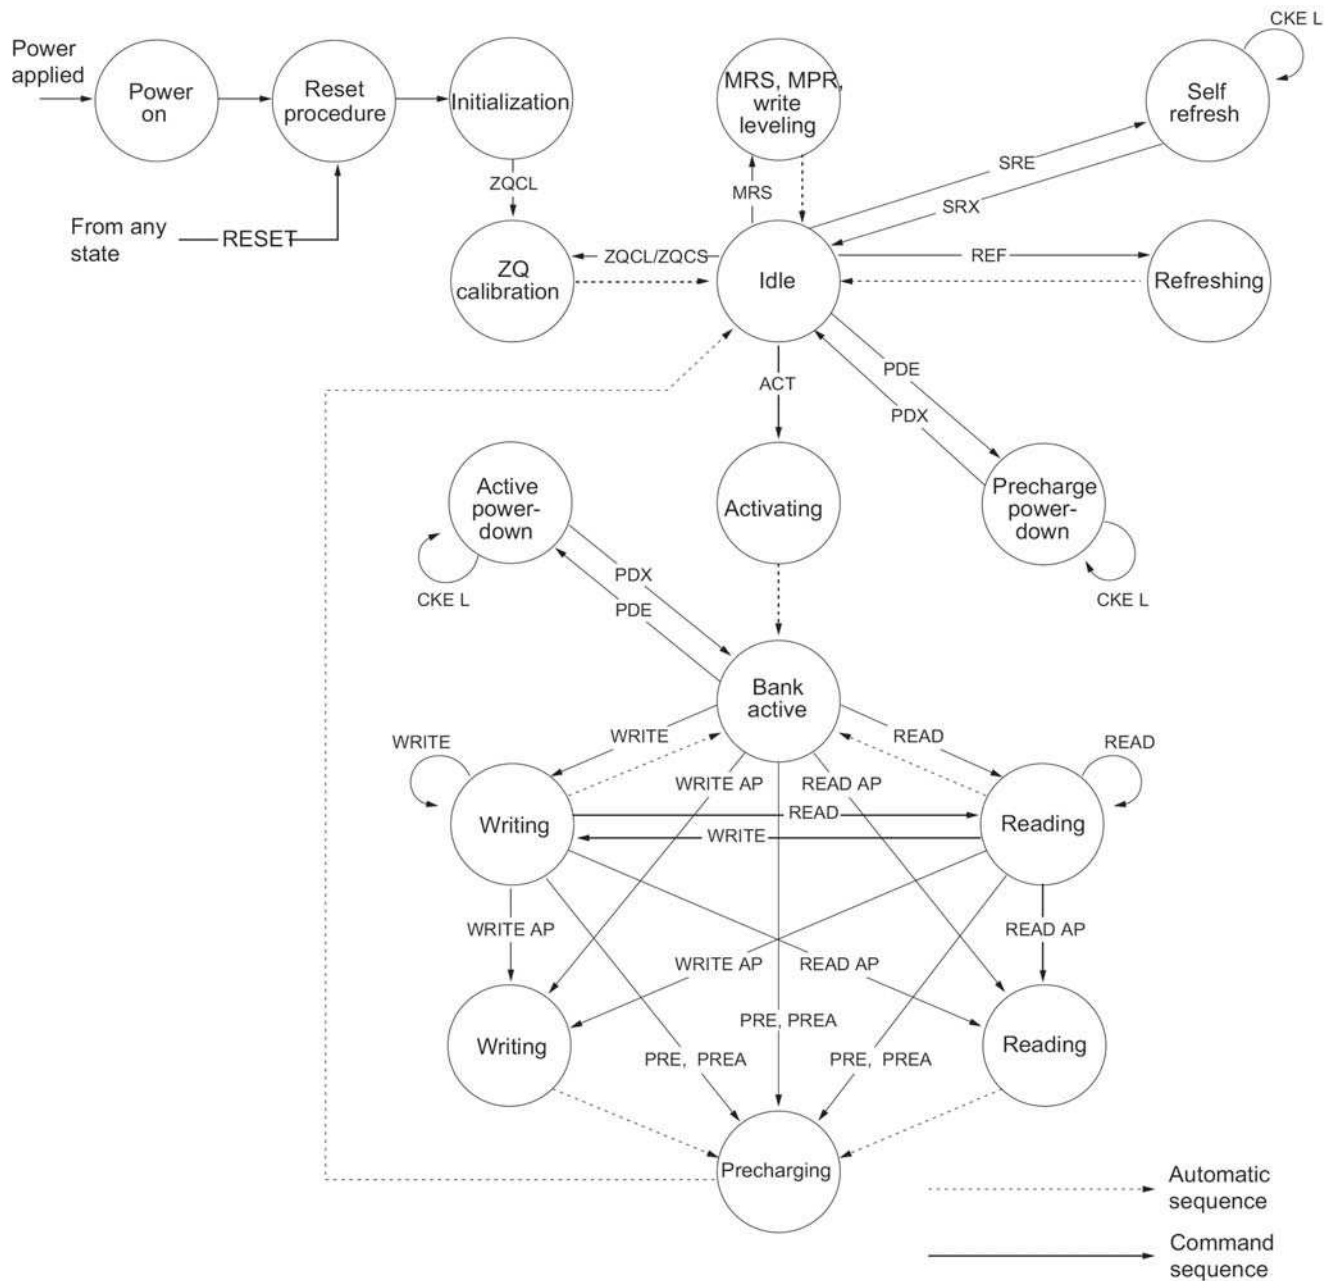 CKE L
Power
applied
Power
on
Reset
procedure
Initialization
MRS, MPR,
write
leveling
Self
refresh
ZQCL
MRS
SRE
SRX
From any
state
RESET
ZQ
calibration
ZQCL/ZQCS
Idle
REF
Refreshing
PDE
ACT
PDX
Active
power-
down
Activating
Precharge
power-
down
CKE L
PDX
PDE
CKE L
Bank
active
WRITE
WRITE
READ
READ
WRITE AP
READ AP
Writing
READ
WRITE
Reading
WRITE AP
READ AP
WRITE AP
READ AP
PRE, PREA
Writing
Reading
PRE, PREA
PRE, PREA
Precharging
Automatic
sequence
Command
sequence